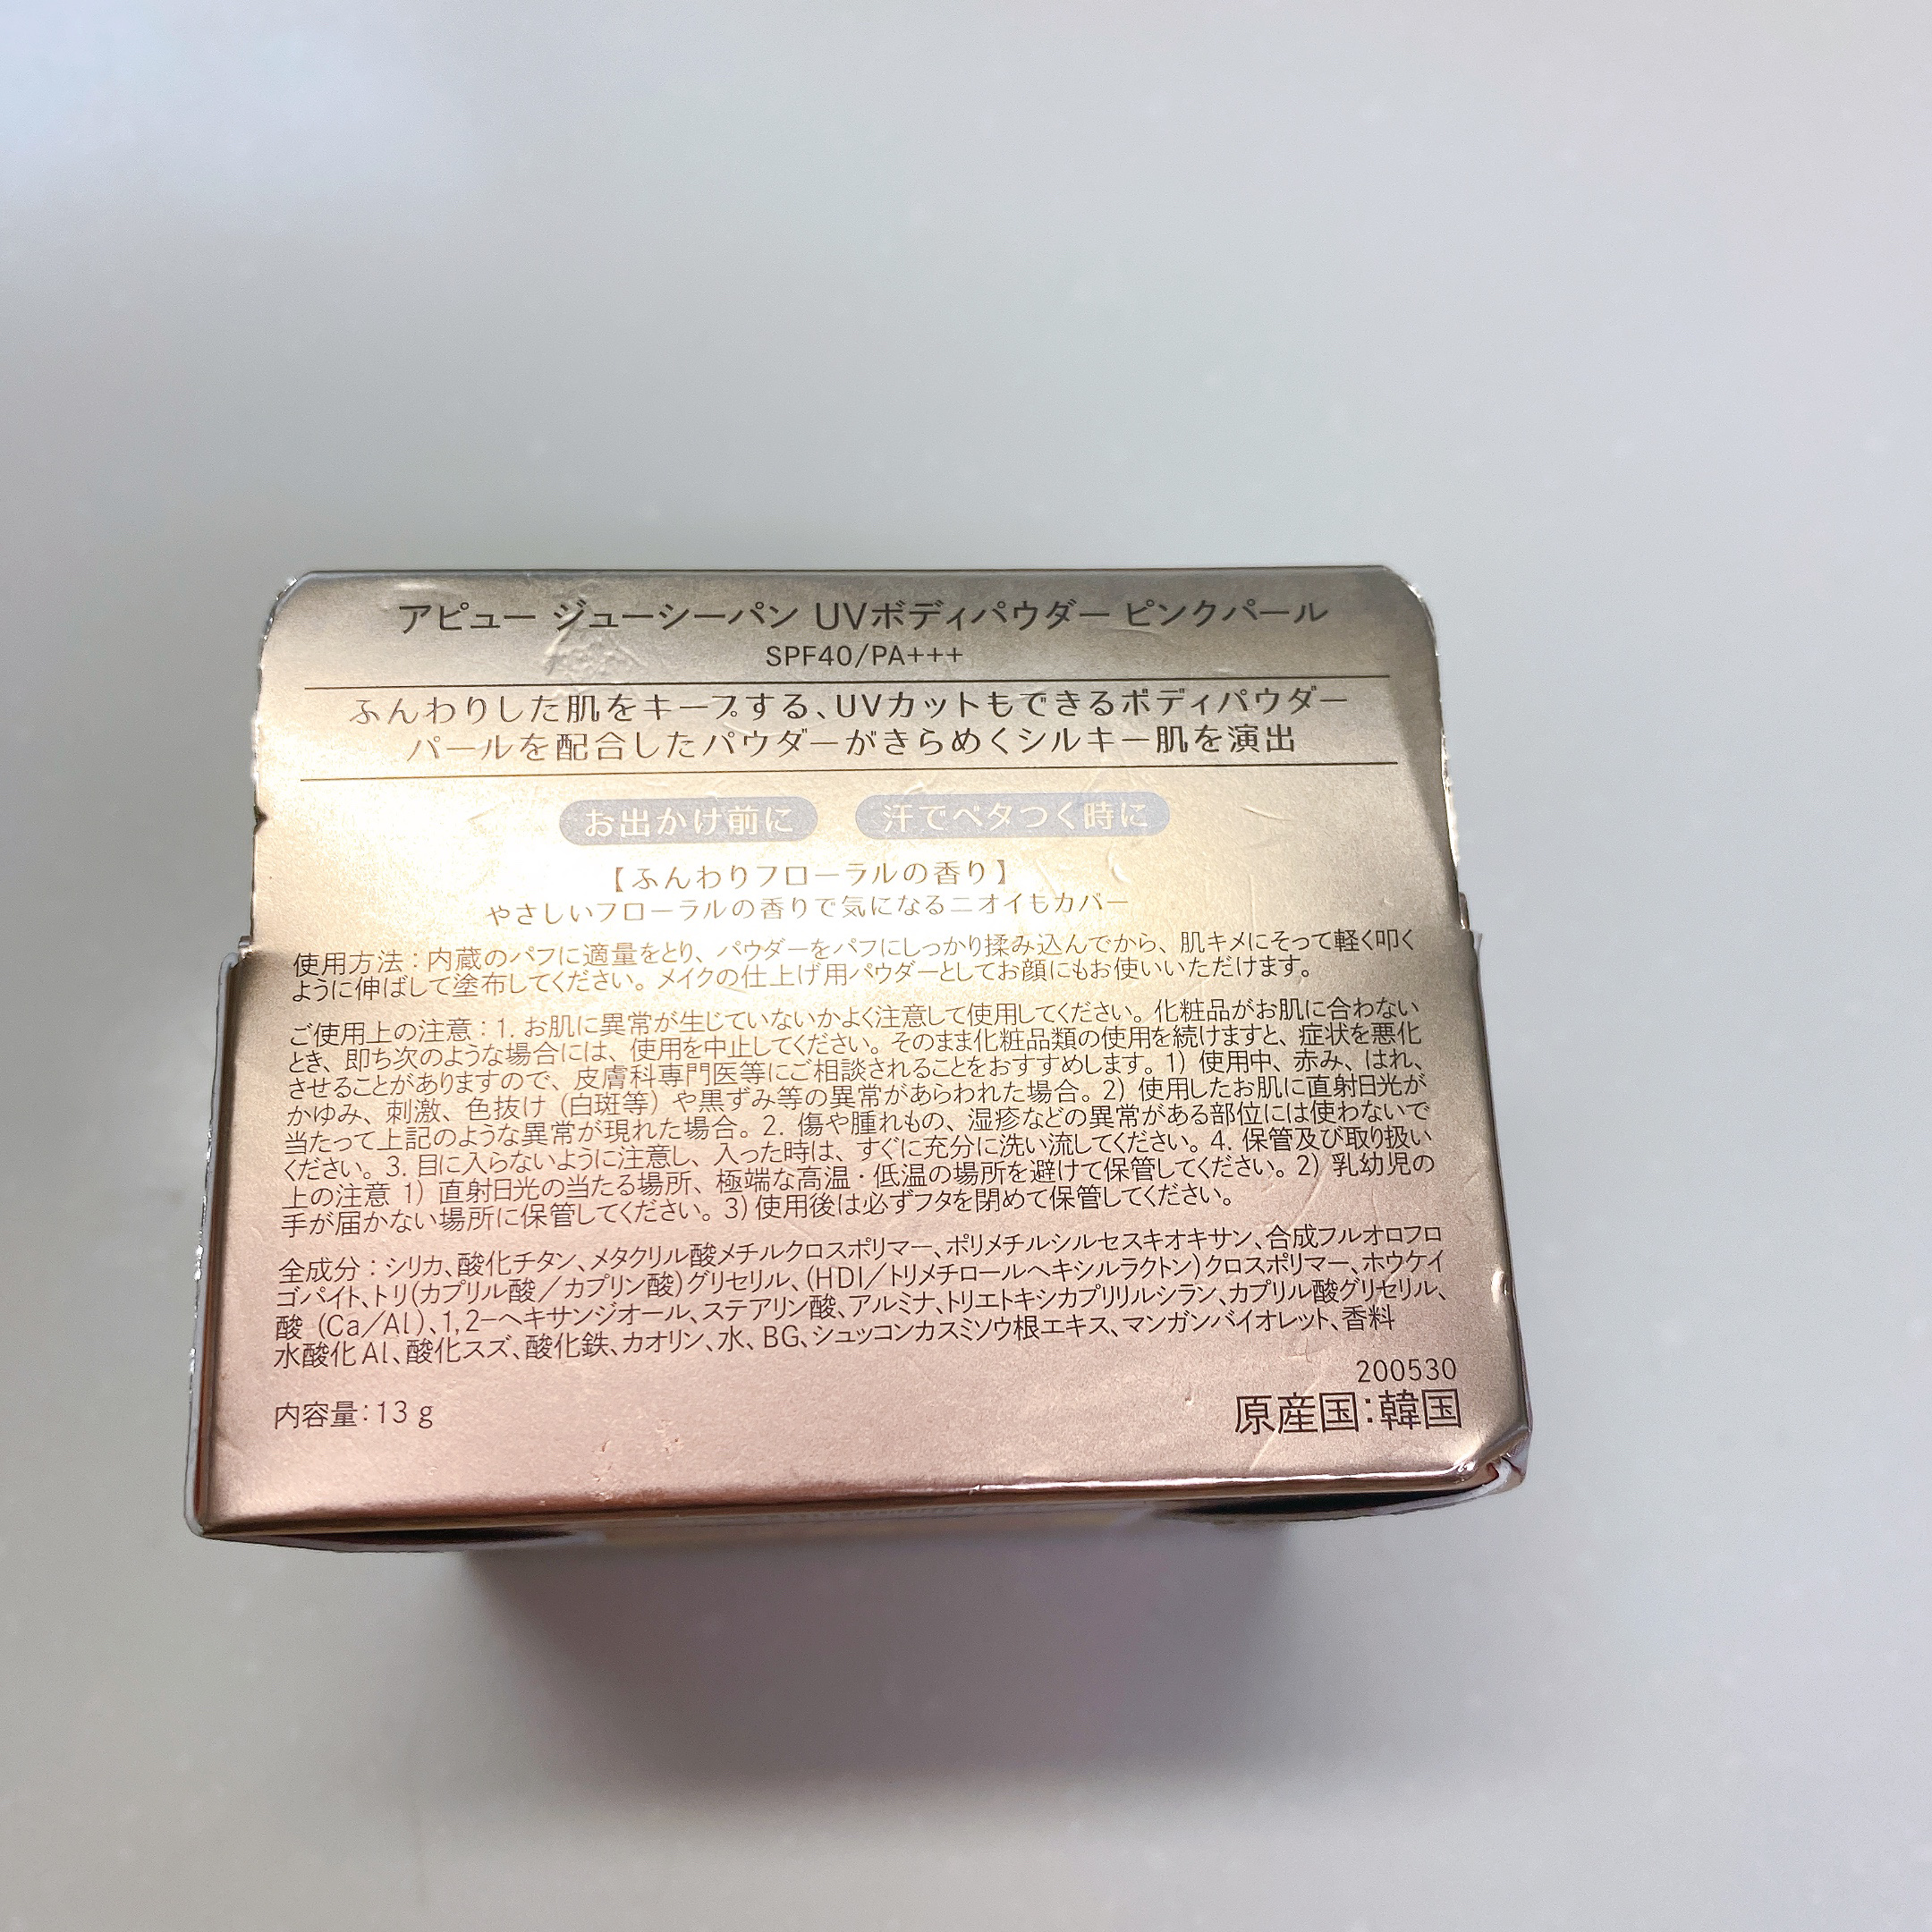 アピュー ジューシーパン UVボディパウダー ピンクパール
SPF40/PA+++
ふんわりした肌をキープする、UVカットもできるボディパウダー
パールを配合したパウダーがきらめくシルキー肌を演出
お出かけ前に 汗でベタつく時に
【ふんわりフローラルの香り】
やさしいフローラルの香りで気になるニオイもカバー
使用方法：内蔵のパフに適量をとり、パウダーをパフにしっかり揉み込んでから、肌キメにそって軽く叩く
ように伸ばして塗布してください。メイクの仕上げ用パウダーとしてお顔にもお使いいただけます。
ご使用上の注意：1. お肌に異常が生じていないかよく注意して使用してください。化粧品がお肌に合わない
とき、即ち次のような場合には、使用を中止してください。そのまま化粧品類の使用を続けますと、症状を悪化
させることがありますので、皮膚科専門医等にご相談されることをおすすめします。1) 使用中、赤み、はれ、
かゆみ、刺激、色抜け（白斑等）や黒ずみ等の異常があらわれた場合。2) 使用したお肌に直射日光が
当たって上記のような異常が現れた場合。2. 傷や腫れもの、湿疹などの異常がある部位には使わないで
ください。3. 目に入らないように注意し、入った時は、すぐに充分に洗い流してください。4. 保管及び取り扱い
上の注意 1) 直射日光の当たる場所、極端な高温・低温の場所を避けて保管してください。2) 乳幼児の
手が届かない場所に保管してください。3) 使用後は必ずフタを閉めて保管してください。
全成分：シリカ、酸化チタン、メタクリル酸メチルクロスポリマー、ポリメチルシルセスキオキサン、合成フルオロフロ
ゴパイト、トリ(カプリル酸／カプリン酸)グリセリル、(HDI／トリメチロールヘキシルラクトン)クロスポリマー、ホウケイ
酸（Ca／Al)、1,2−ヘキサンジオール、ステアリン酸、アルミナ、トリエトキシカプリリルシラン、カプリル酸グリセリル、
水酸化Al、酸化スズ、酸化鉄、カオリン、水、BG、シュッコンカスミソウ根エキス、マンガンバイオレット、香料
200530
内容量：13 g 原産国：韓国